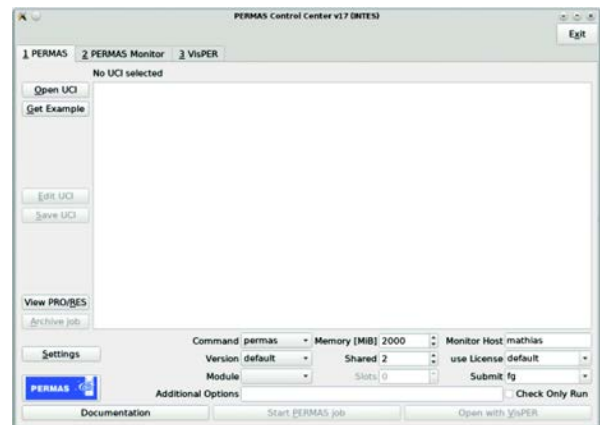 PERMAS Control Center v17 (INTES)
Exit
1 PERMAS 2 PERMAS Monitor 3 VisPER
No UCI selected
Open UCI
Get Example
Edit UCI
Save UCI
View PRO/RES
Archive job
Settings
PERMAS
Command permas Memory [MiB] 2000 Monitor Host mathias
Version default Shared 2 use License default
Module Slots 0 Submit fg
Additional Options Check Only Run
Documentation Start PERMAS job Open with VisPER